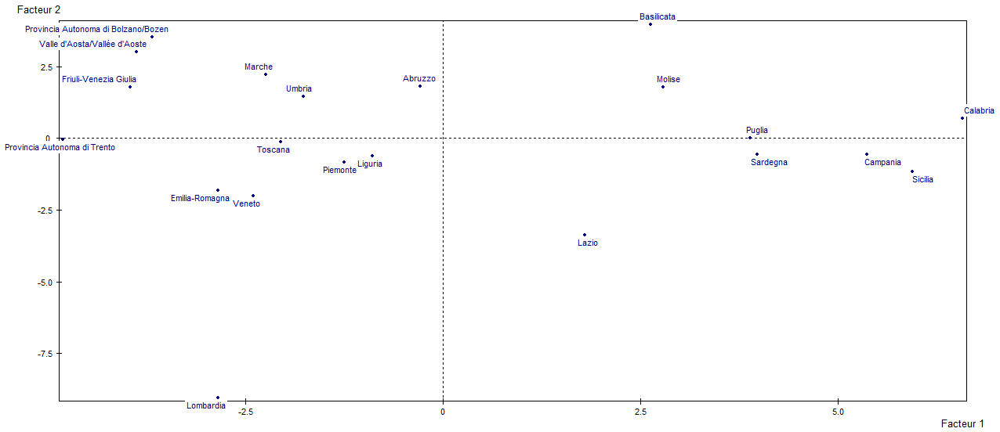 Facteur 2
Basilicata
Provincia Autonoma di Bolzano/Bozen
Valle d'Aosta/Vallée d'Aoste
2.5
Marche
Friuli-Venezia Giulia
Abruzzo
Molise
Umbria
Calabria
Puglia
0
Provincia Autonoma di Trento
Toscana
Liguria
Sardegna
Campania
Piemonte
Sicilia
Emilia-Romagna
Veneto
-2.5
Lazio
-5.0
-7.5
Lombardia
-2.5
0
2.5
5.0
Facteur 1